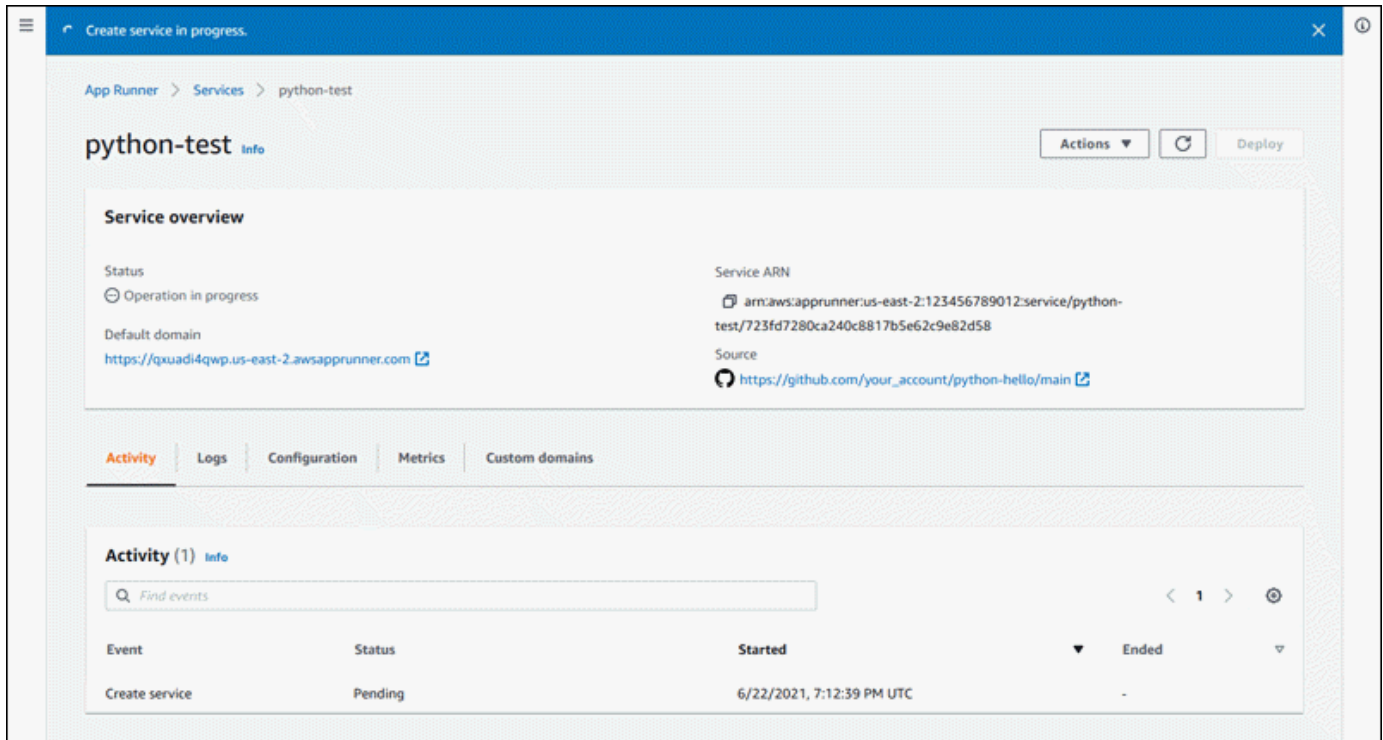 Create service in progress.
App Runner > Services > python-test
python-test Info
Actions
Deploy
Service overview
Status
Operation in progress
Default domain
https://qxuadi4qwp.us-east-2.awsapprunner.com
Service ARN
arn:aws:apprunner:us-east-2:123456789012:service/python-
test/723fd7280ca240c8817b5e62c9e82d58
Source
https://github.com/your_account/python-hello/main
Activity Logs Configuration Metrics Custom domains
Activity (1) Info
Find events
< 1 >
Event Status Started Ended
Create service Pending 6/22/2021, 7:12:39 PM UTC -